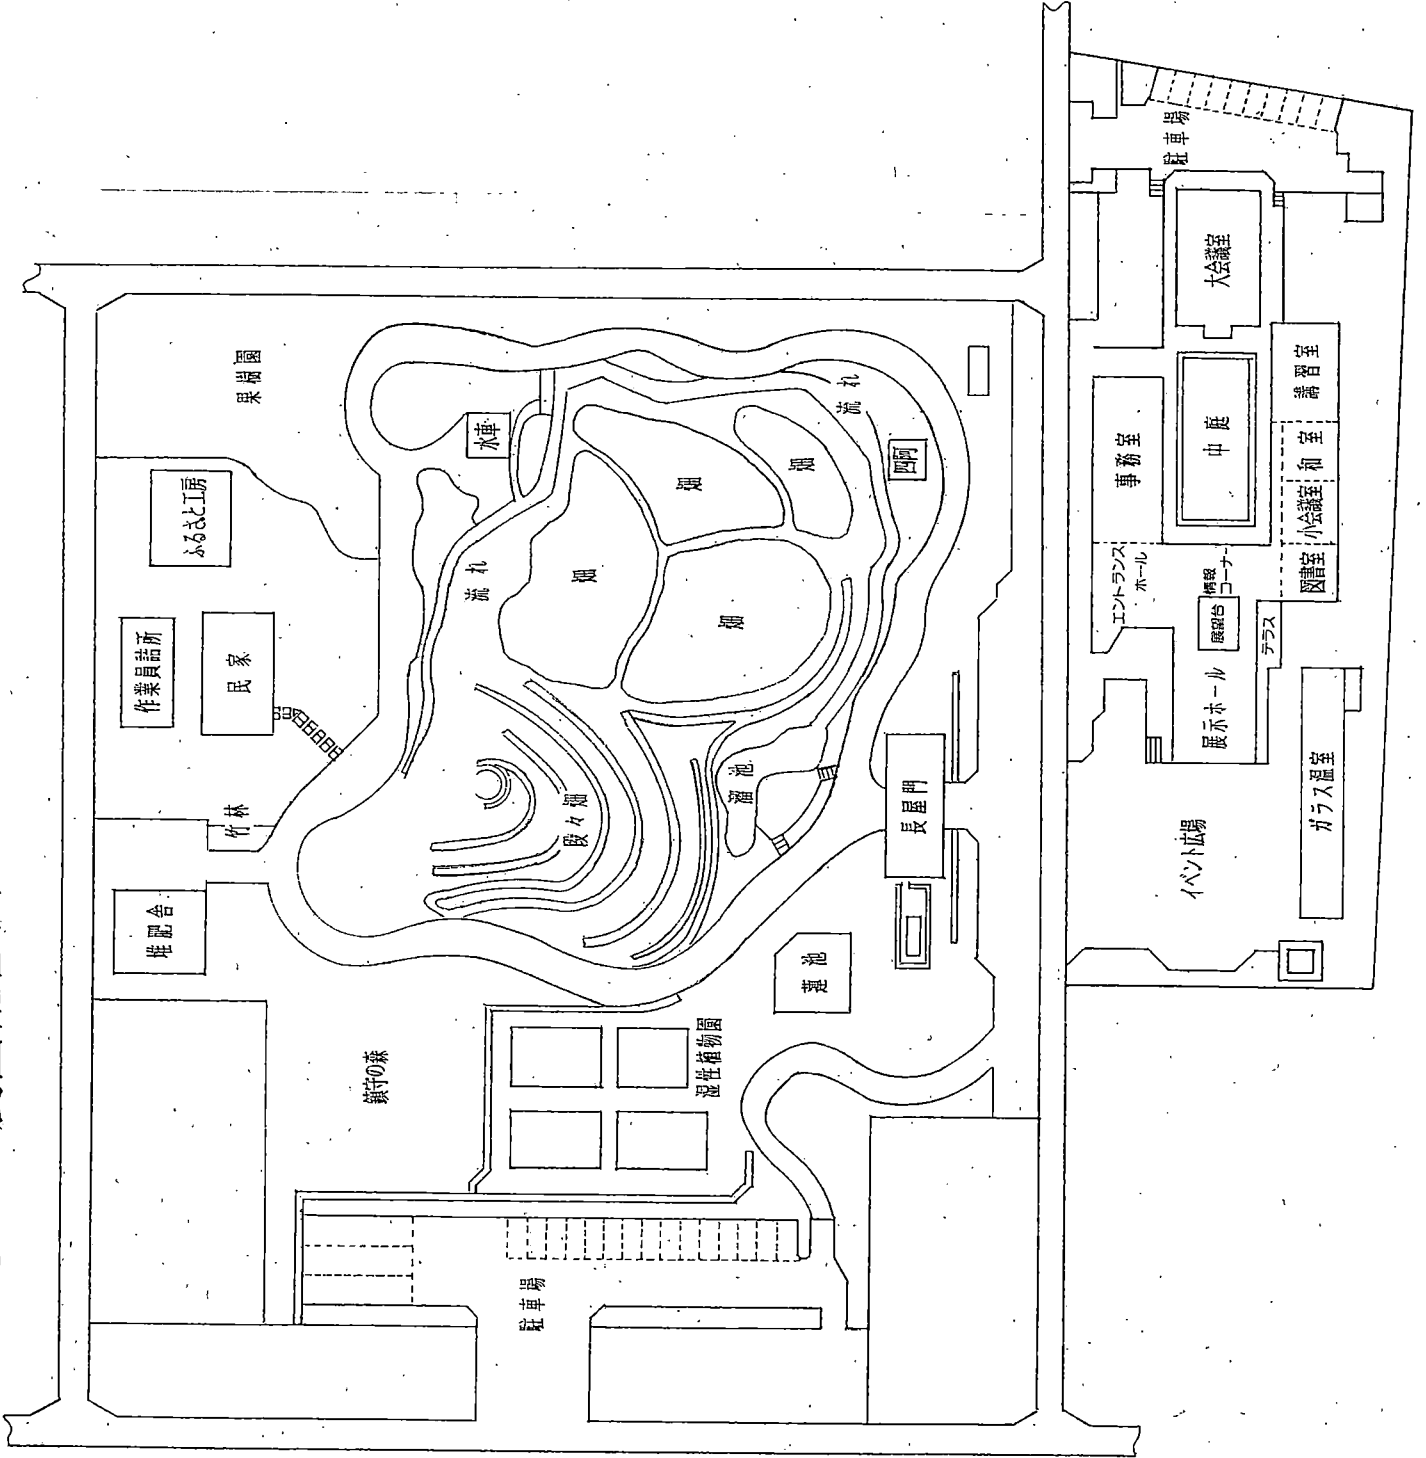 果樹園
ふるさと工房
作業員詰所
民家
竹林
堆肥舎
水車
流れ
流れ
四阿
畑
畑
畑
畑
段々畑
溜池
長屋門
蓮池
鎮守の森
湿性植物園
駐車場
駐車場
大会議室
講習室
中庭
事務室
和室
小会議室
図書室
エントランス
ホール
情報
コーナー
展望台
テラス
展示ホール
ガラス温室
イベント広場